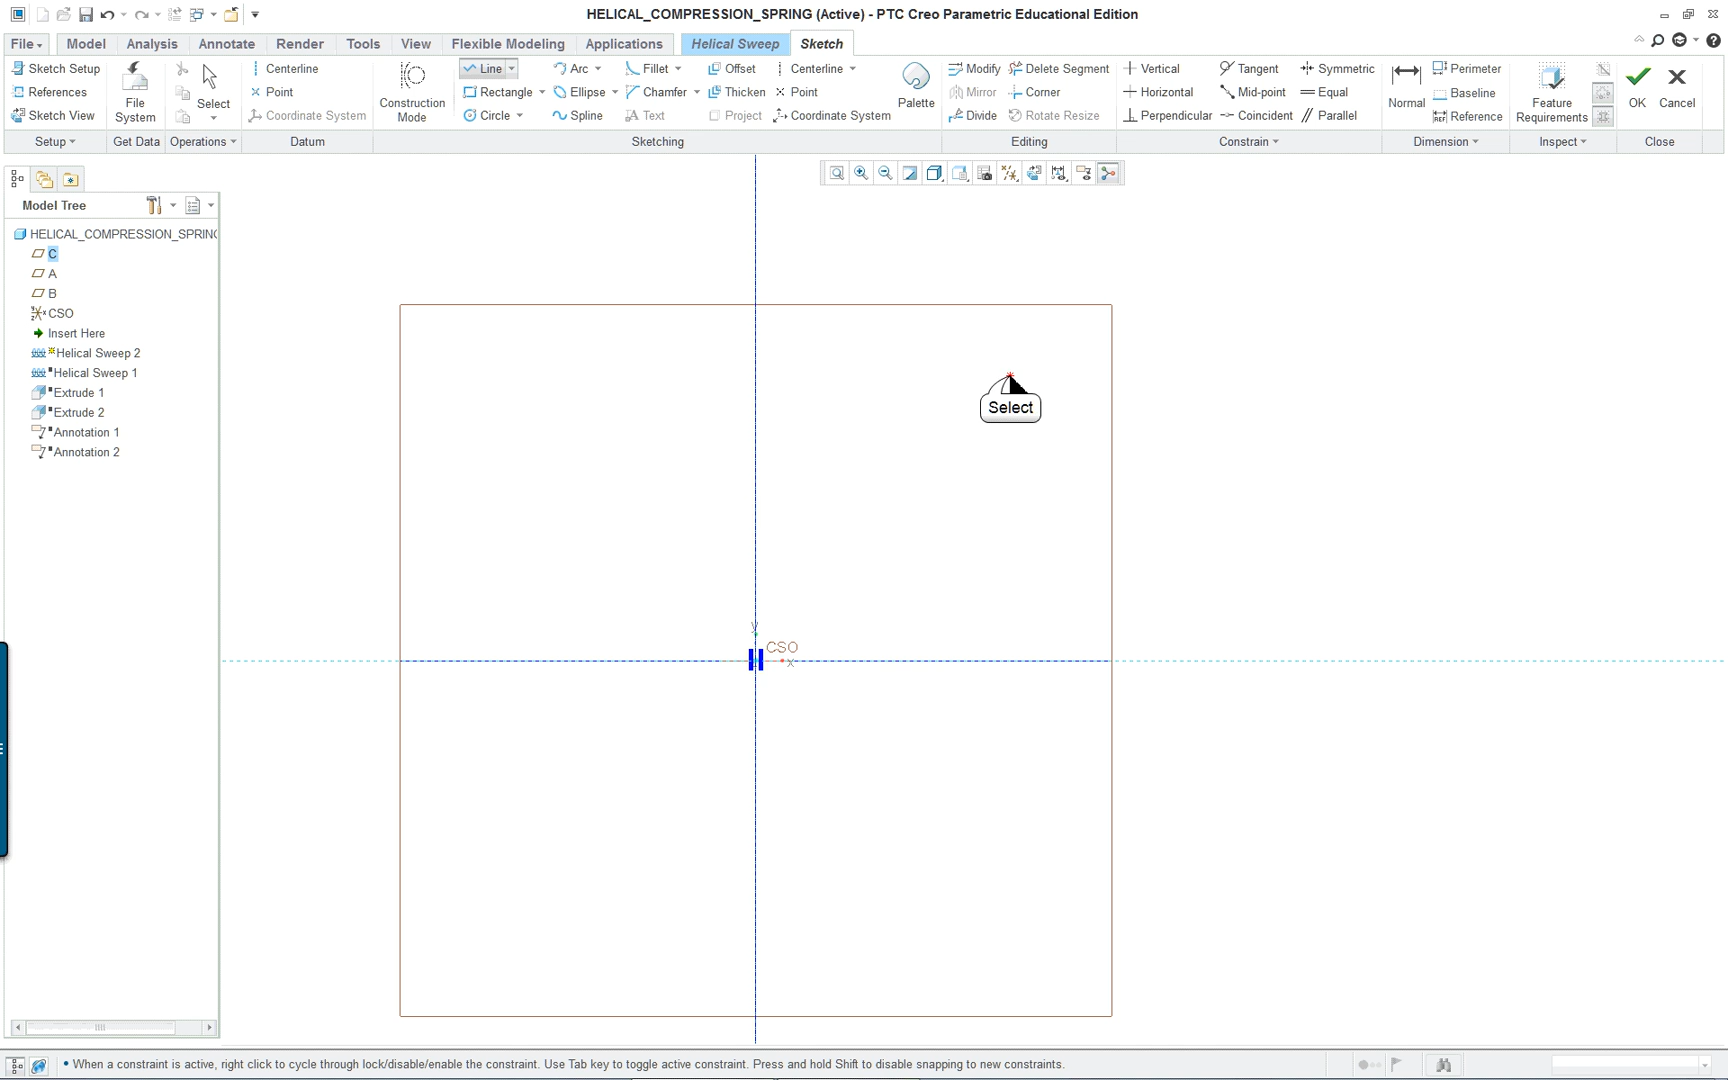 HELICAL_COMPRESSION_SPRING (Active) - PTC Creo Parametric Educational Edition
File Model Analysis Annotate Render Tools View Flexible Modeling Applications Helical Sweep Sketch
Sketch Setup Centerline Line Arc Fillet Offset Centerline Modify Delete Segment Vertical Tangent Symmetric Perimeter
References Point Rectangle Ellipse Chamfer Thicken Point Mirror Corner Horizontal Mid-point Equal Baseline
Sketch View File System Select Coordinate System Construction Mode Circle Spline Text Project Coordinate System Palette Divide Rotate Resize Perpendicular Coincident Parallel Normal Reference Feature Requirements OK Cancel
Setup Get Data Operations Datum Sketching Editing Constrain Dimension Inspect Close
Model Tree
HELICAL_COMPRESSION_SPRING
C
A
B
CSO
Insert Here
Helical Sweep 2
Helical Sweep 1
Extrude 1
Extrude 2
Annotation 1
Annotation 2
Select
Y
CSO
X
• When a constraint is active, right click to cycle through lock/disable/enable the constraint. Use Tab key to toggle active constraint. Press and hold Shift to disable snapping to new constraints.